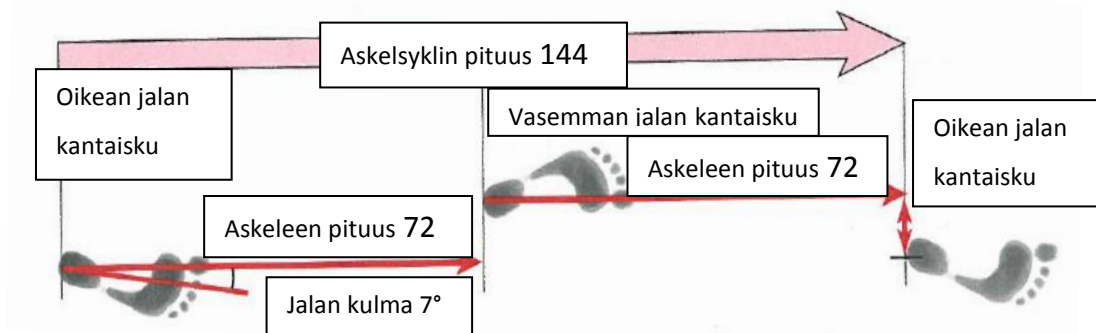 Askelsyklin pituus 144
Oikean jalan
kantaisku
Vasemman jalan kantaisku
Oikean jalan
kantaisku
Askeleen pituus 72
Askeleen pituus 72
Jalan kulma 7°